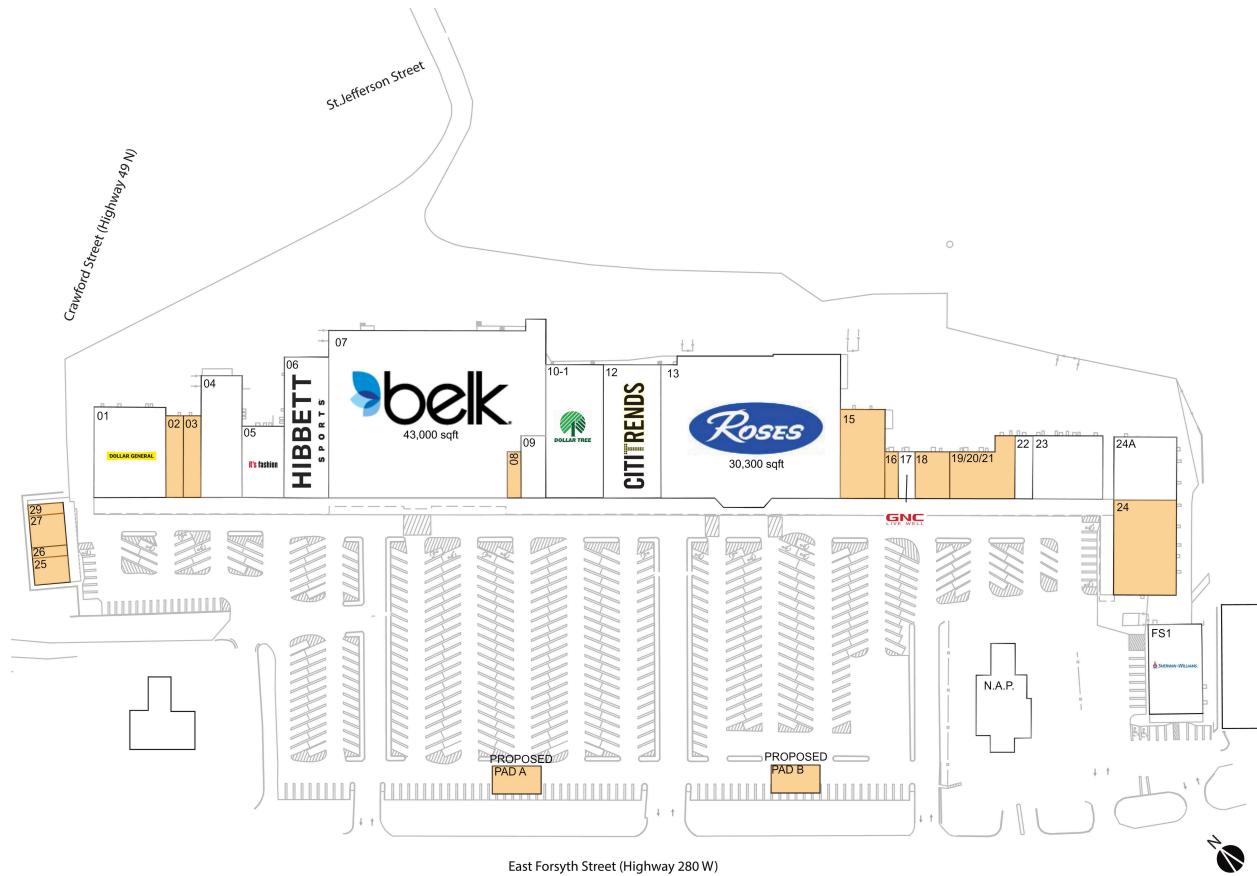 St.Jefferson Street
Crawford Street (Highway 49 N)
07
06
04
10-1
12
13
01
02
03
05
09
08
15
16
17
18
19/20/21
22
23
24A
24
DOLLAR GENERAL
it's fashion
HIBBETT
SPORTS
belk
43,000 sqft
DOLLAR TREE
CITITRENDS
ROSES
30,300 sqft
GNC
LIVE WELL
29
27
26
25
FS1
SHERWIN-WILLIAMS
N.A.P.
PROPOSED
PAD A
PROPOSED
PAD B
N
East Forsyth Street (Highway 280 W)